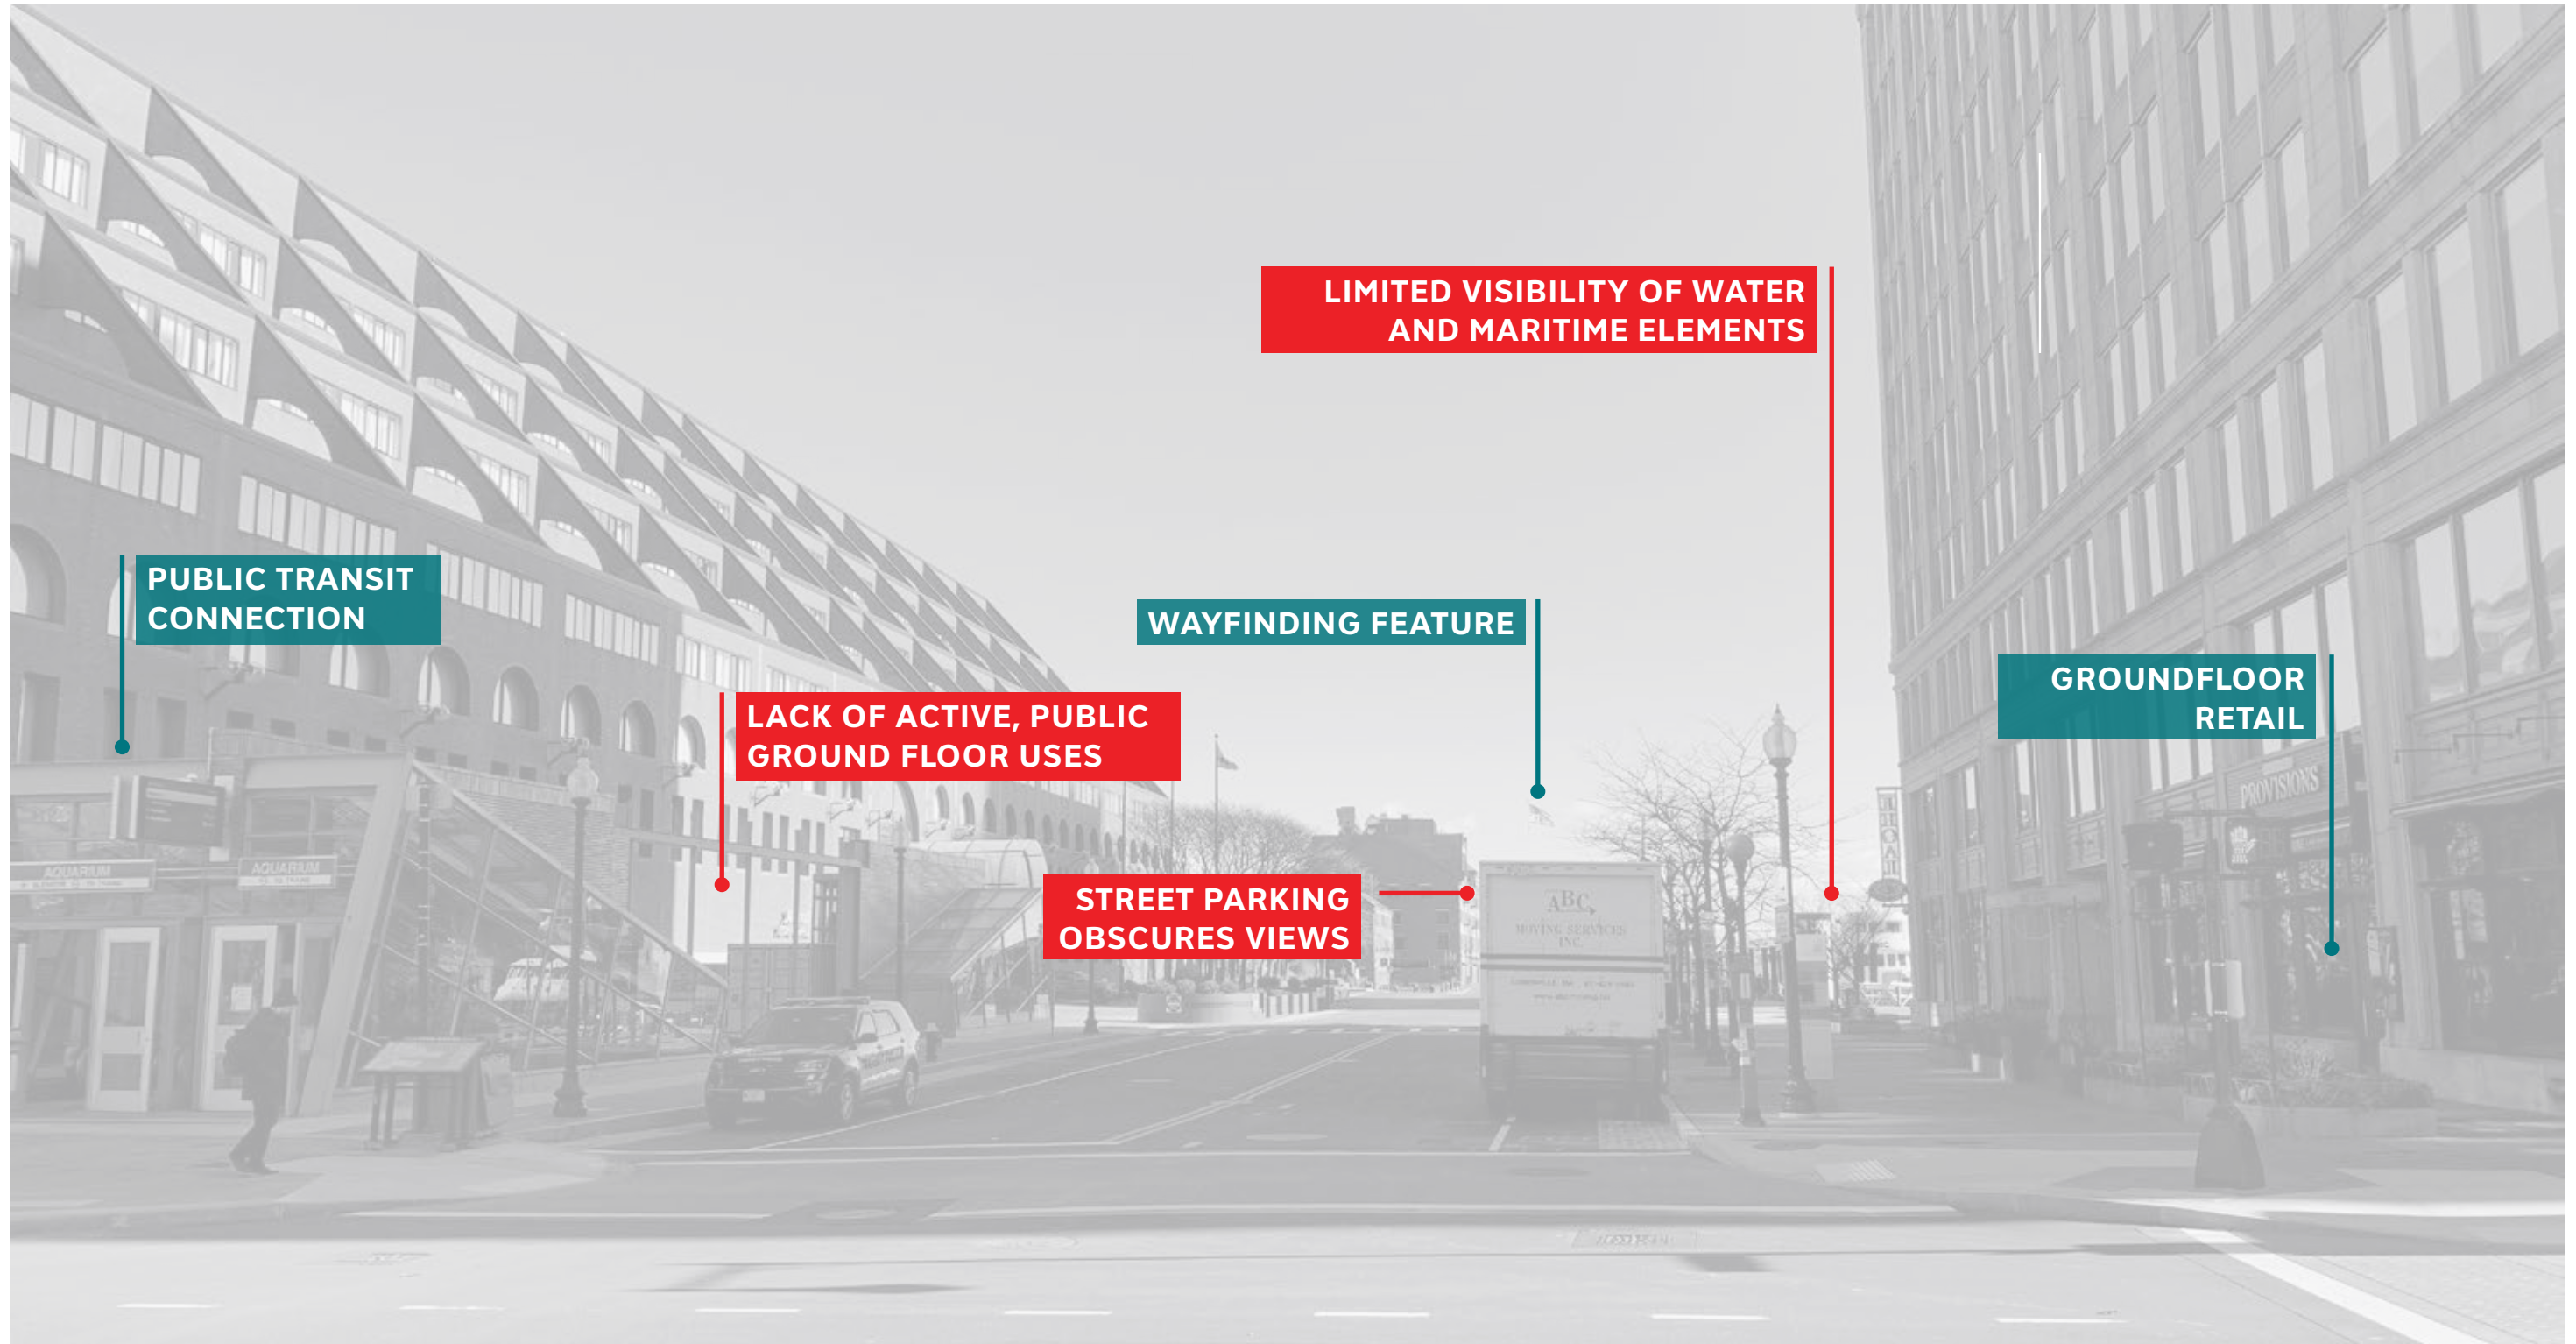 LIMITED VISIBILITY OF WATER
AND MARITIME ELEMENTS
PUBLIC TRANSIT
CONNECTION
WAYFINDING FEATURE
GROUNDFLOOR
RETAIL
LACK OF ACTIVE, PUBLIC
GROUND FLOOR USES
STREET PARKING
OBSCURES VIEWS
PROVISIONS
AQUARIUM
AQUARIUM
ABC
MOVING SERVICES
INC.